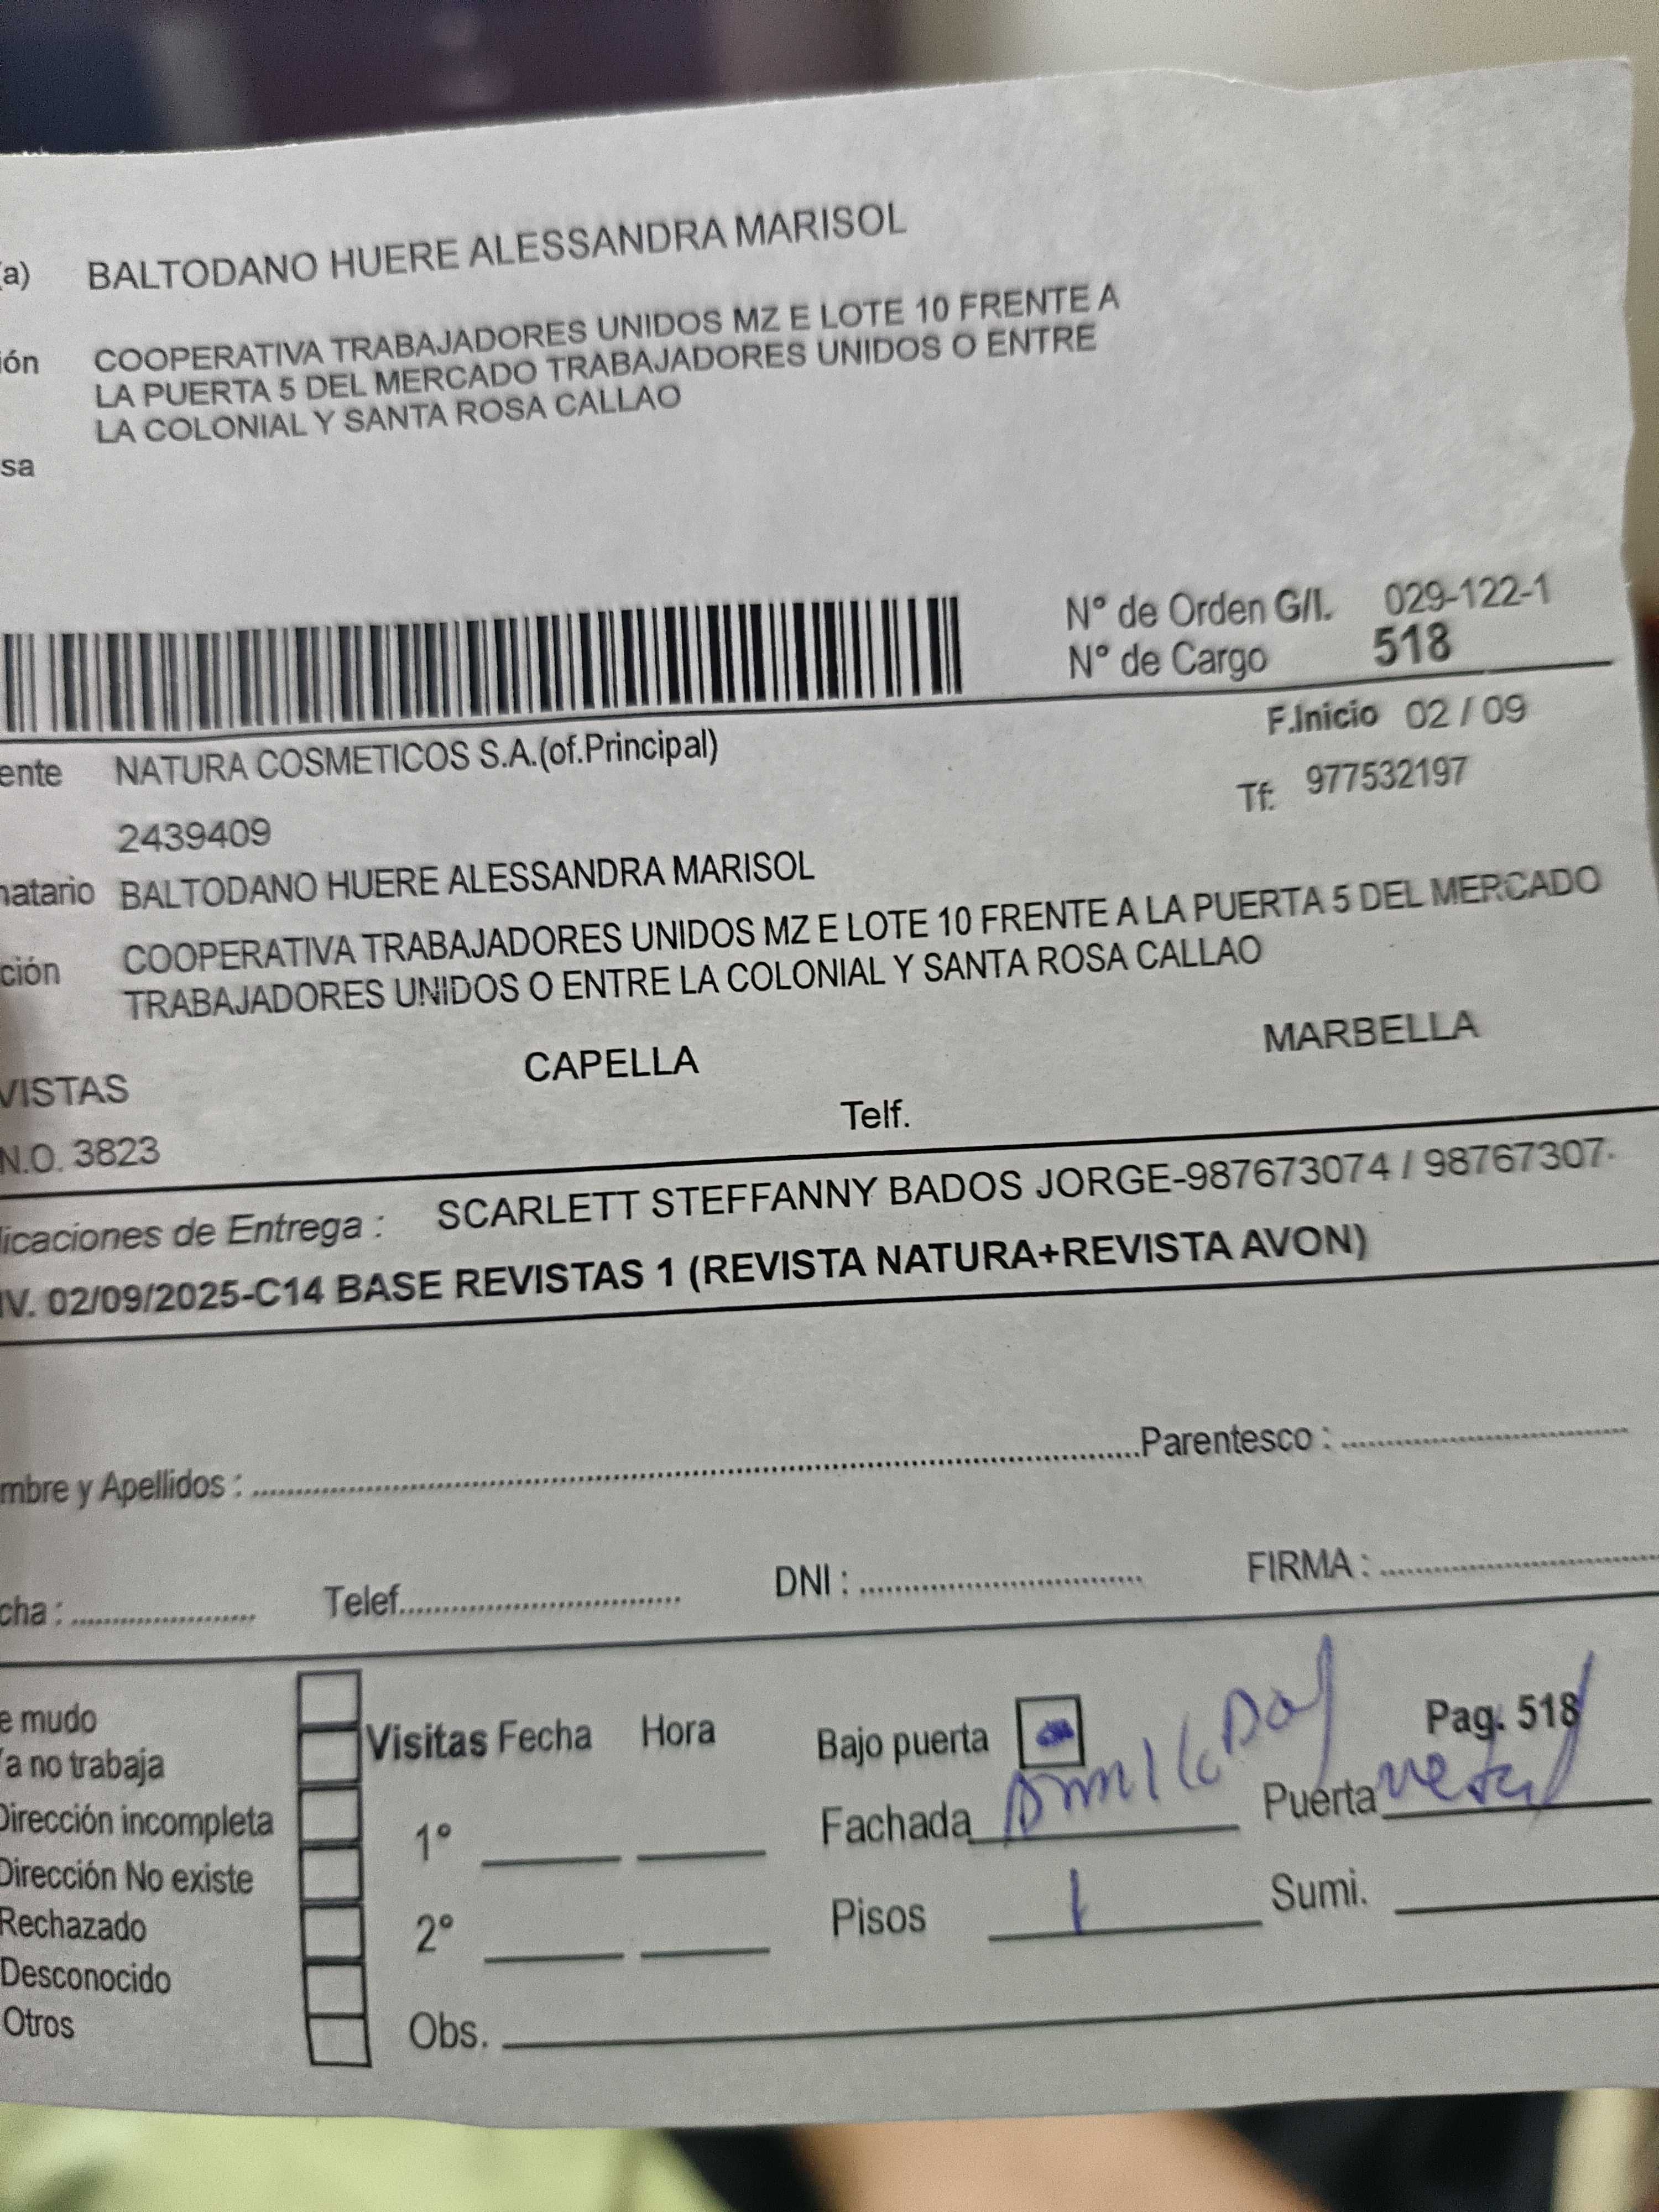 (a) BALTODANO HUERE ALESSANDRA MARISOL
ión COOPERATIVA TRABAJADORES UNIDOS MZ E LOTE 10 FRENTE A
LA PUERTA 5 DEL MERCADO TRABAJADORES UNIDOS O ENTRE
LA COLONIAL Y SANTA ROSA CALLAO
sa
N° de Orden G/I. 029-122-1
N° de Cargo 518
F.Inicio 02 / 09
ente NATURA COSMETICOS S.A.(of.Principal)
Tf: 977532197
2439409
natario BALTODANO HUERE ALESSANDRA MARISOL
ción COOPERATIVA TRABAJADORES UNIDOS MZ E LOTE 10 FRENTE A LA PUERTA 5 DEL MERCADO
TRABAJADORES UNIDOS O ENTRE LA COLONIAL Y SANTA ROSA CALLAO
VISTAS CAPELLA MARBELLA
Telf.
N.O. 3823
licaciones de Entrega : SCARLETT STEFFANNY BADOS JORGE-987673074 / 98767307
IV. 02/09/2025-C14 BASE REVISTAS 1 (REVISTA NATURA+REVISTA AVON)
mbre y Apellidos : Parentesco :
cha : Telef. DNI : FIRMA :
e mudo
Ya no trabaja
Dirección incompleta
Dirección No existe
Rechazado
Desconocido
Otros
Visitas Fecha Hora
1°
2°
Obs.
Bajo puerta Pag. 518
Fachada Puerta
Pisos 1 Sumi.